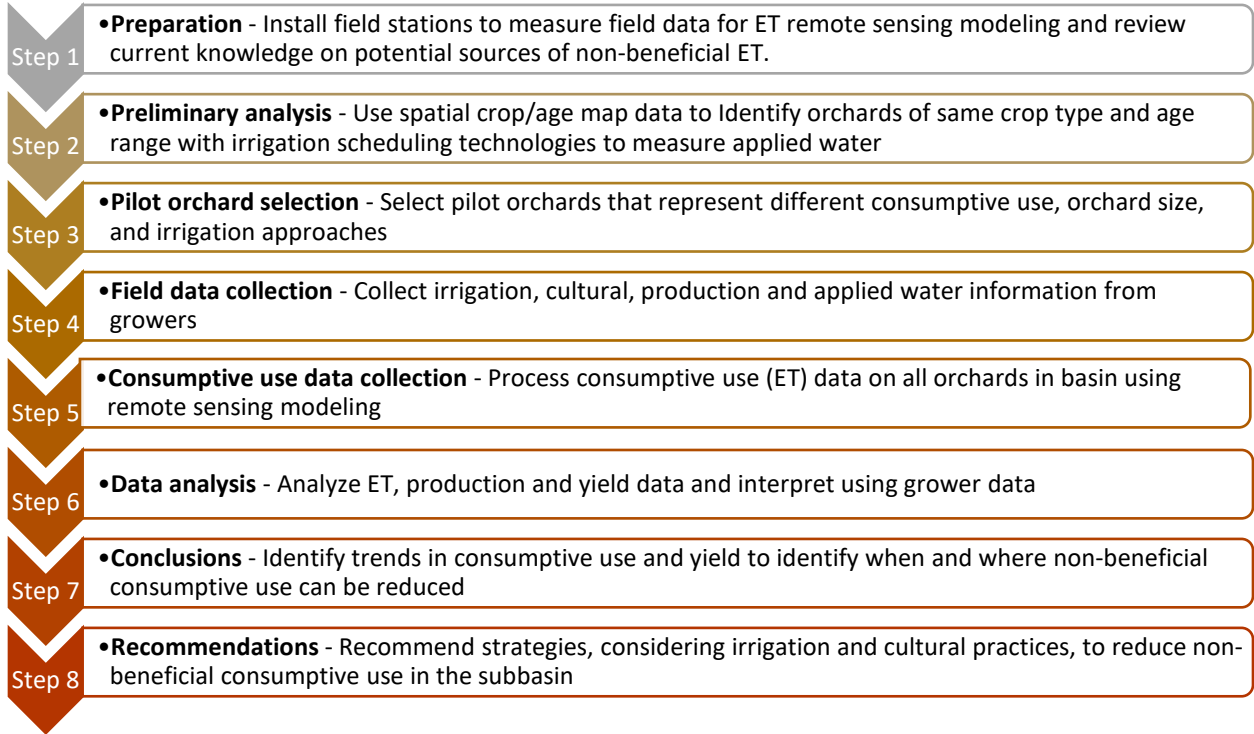 Step 1
•Preparation - Install field stations to measure field data for ET remote sensing modeling and review
current knowledge on potential sources of non-beneficial ET.
Step 2
•Preliminary analysis - Use spatial crop/age map data to Identify orchards of same crop type and age
range with irrigation scheduling technologies to measure applied water
Step 3
•Pilot orchard selection - Select pilot orchards that represent different consumptive use, orchard size,
and irrigation approaches
Step 4
•Field data collection - Collect irrigation, cultural, production and applied water information from
growers
Step 5
•Consumptive use data collection - Process consumptive use (ET) data on all orchards in basin using
remote sensing modeling
Step 6
•Data analysis - Analyze ET, production and yield data and interpret using grower data
Step 7
•Conclusions - Identify trends in consumptive use and yield to identify when and where non-beneficial
consumptive use can be reduced
Step 8
•Recommendations - Recommend strategies, considering irrigation and cultural practices, to reduce non-
beneficial consumptive use in the subbasin